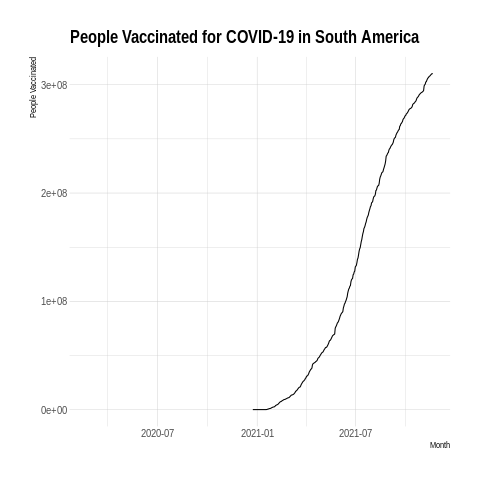 People Vaccinated for COVID-19 in South America
People Vaccinated
3e+08
2e+08
1e+08
0e+00
2020-07
2021-01
2021-07
Month